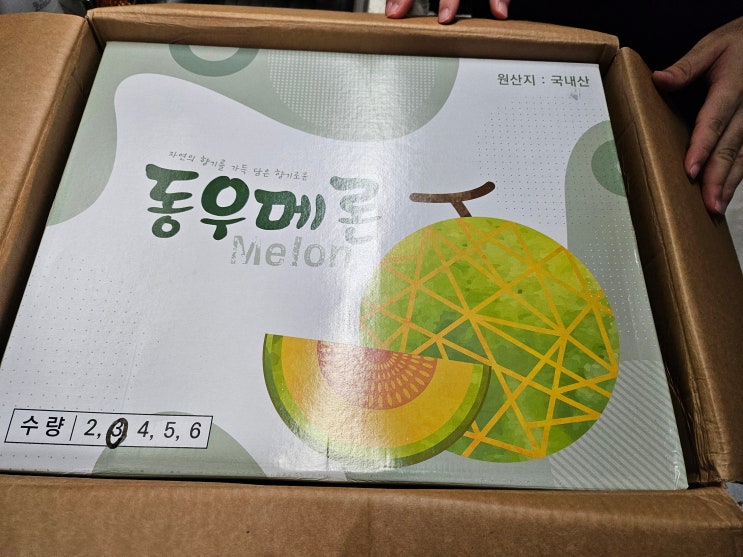 원산지 : 국내산
자연의 향기를 가득 담은 향기로운
동우메론
Melon
수량 2, 3, 4, 5, 6